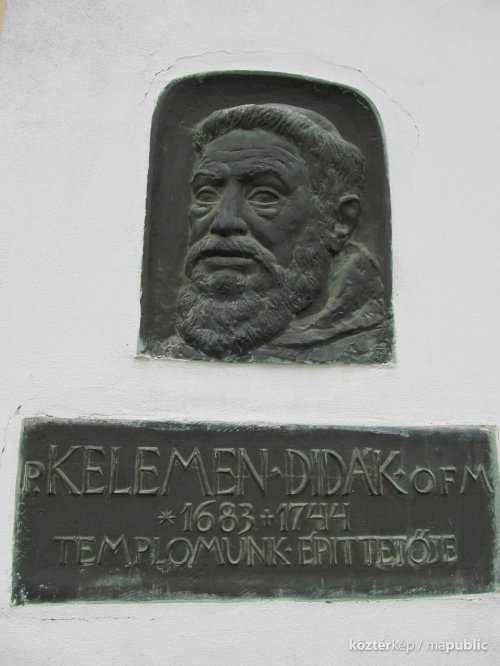 P. KELEMEN · DIDÁK · OFM
* 1683 + 1744
TEMPLOMUNK · ÉPITTETŐJE
köztérkép / mapublic